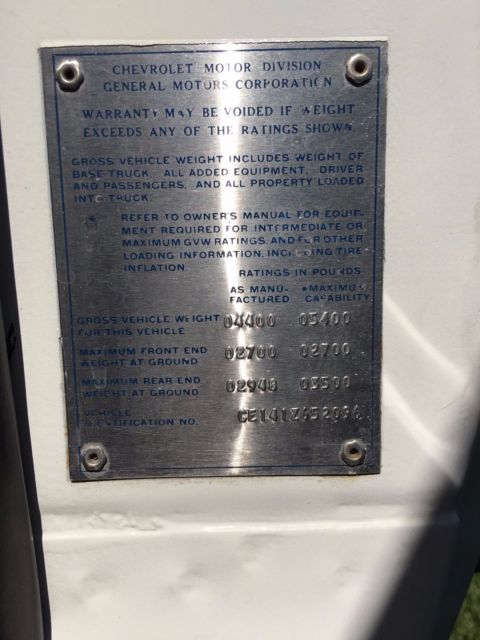 CHEVROLET MOTOR DIVISION
GENERAL MOTORS CORPORATION
WARRANTY MAY BE VOIDED IF WEIGHT
EXCEEDS ANY OF THE RATINGS SHOWN.
GROSS VEHICLE WEIGHT INCLUDES WEIGHT OF
BASE TRUCK, ALL ADDED EQUIPMENT, DRIVER
AND PASSENGERS, AND ALL PROPERTY LOADED
INTO TRUCK.
* REFER TO OWNER'S MANUAL FOR EQUIP-
MENT REQUIRED FOR INTERMEDIATE OR
MAXIMUM GVW RATINGS, AND FOR OTHER
LOADING INFORMATION, INCLUDING TIRE
INFLATION.
RATINGS IN POUNDS
AS MANU- *MAXIMUM
FACTURED CAPABILITY
GROSS VEHICLE WEIGHT 04400 05400
FOR THIS VEHICLE
MAXIMUM FRONT END 02700 02700
WEIGHT AT GROUND
MAXIMUM REAR END 02948 03500
WEIGHT AT GROUND
VEHICLE CE141Z652096
IDENTIFICATION NO.